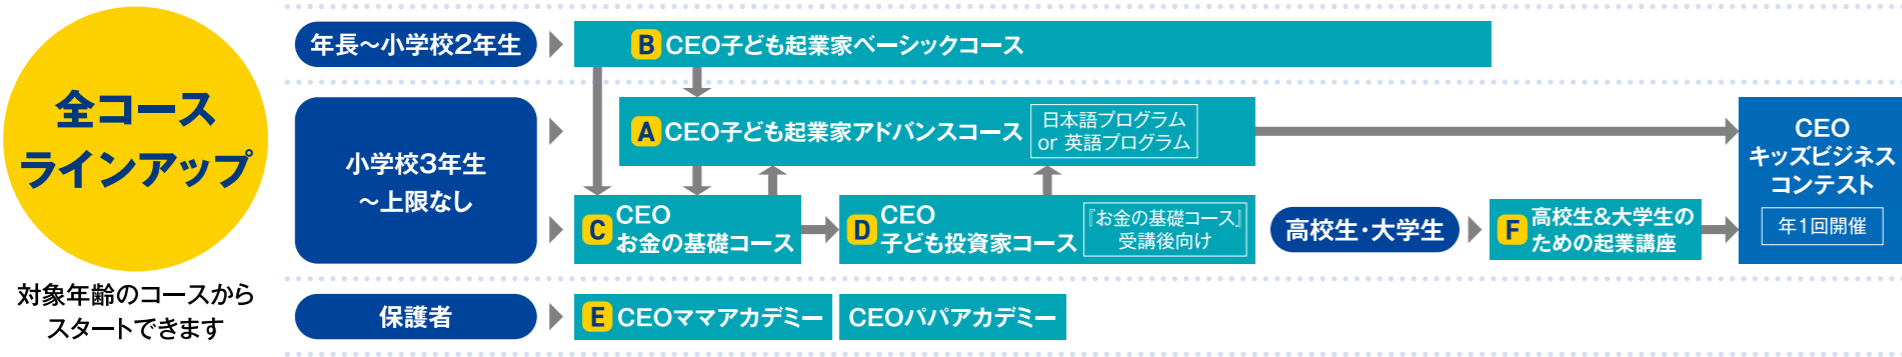 全コース
ラインアップ
対象年齢のコースから
スタートできます
年長～小学校2年生
B CEO子ども起業家ベーシックコース
小学校3年生
～上限なし
A CEO子ども起業家アドバンスコース
日本語プログラム
or 英語プログラム
C CEO
お金の基礎コース
D CEO
子ども投資家コース
『お金の基礎コース』
受講後向け
高校生・大学生
F 高校生&大学生の
ための起業講座
CEO
キッズビジネス
コンテスト
年1回開催
保護者
E CEOママアカデミー
CEOパパアカデミー